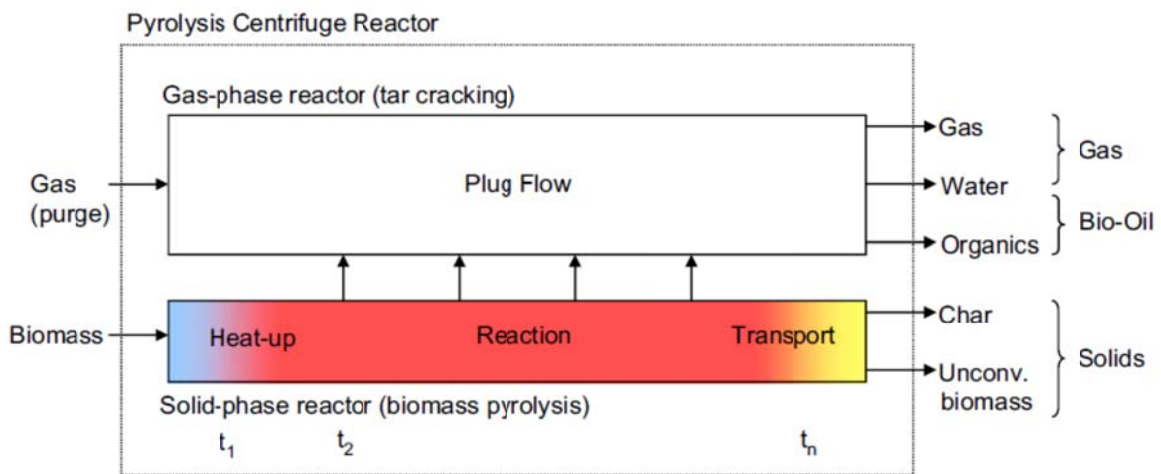 Pyrolysis Centrifuge Reactor
Gas-phase reactor (tar cracking)
Gas
(purge)
Plug Flow
Gas
Water
Organics
Gas
Bio-Oil
Biomass
Heat-up
Reaction
Transport
Char
Unconv.
biomass
Solids
Solid-phase reactor (biomass pyrolysis)
t1
t2
tn